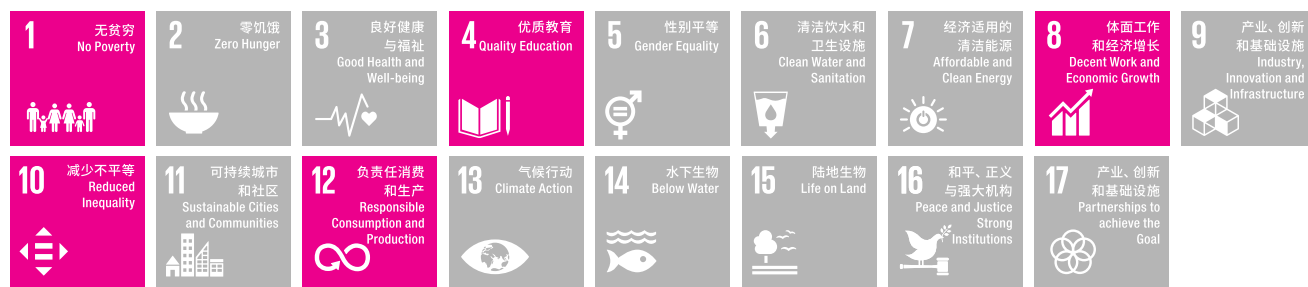 1
无贫穷
No Poverty
2
零饥饿
Zero Hunger
3
良好健康
与福祉
Good Health and
Well-being
4
优质教育
Quality Education
5
性别平等
Gender Equality
6
清洁饮水和
卫生设施
Clean Water and
Sanitation
7
经济适用的
清洁能源
Affordable and
Clean Energy
8
体面工作
和经济增长
Decent Work and
Economic Growth
9
产业、创新
和基础设施
Industry,
Innovation and
Infrastructure
10
减少不平等
Reduced
Inequality
11
可持续城市
和社区
Sustainable Cities
and Communities
12
负责任消费
和生产
Responsible
Consumption and
Production
13
气候行动
Climate Action
14
水下生物
Below Water
15
陆地生物
Life on Land
16
和平、正义
与强大机构
Peace and Justice
Strong
Institutions
17
产业、创新
和基础设施
Partnerships to
achieve the
Goal